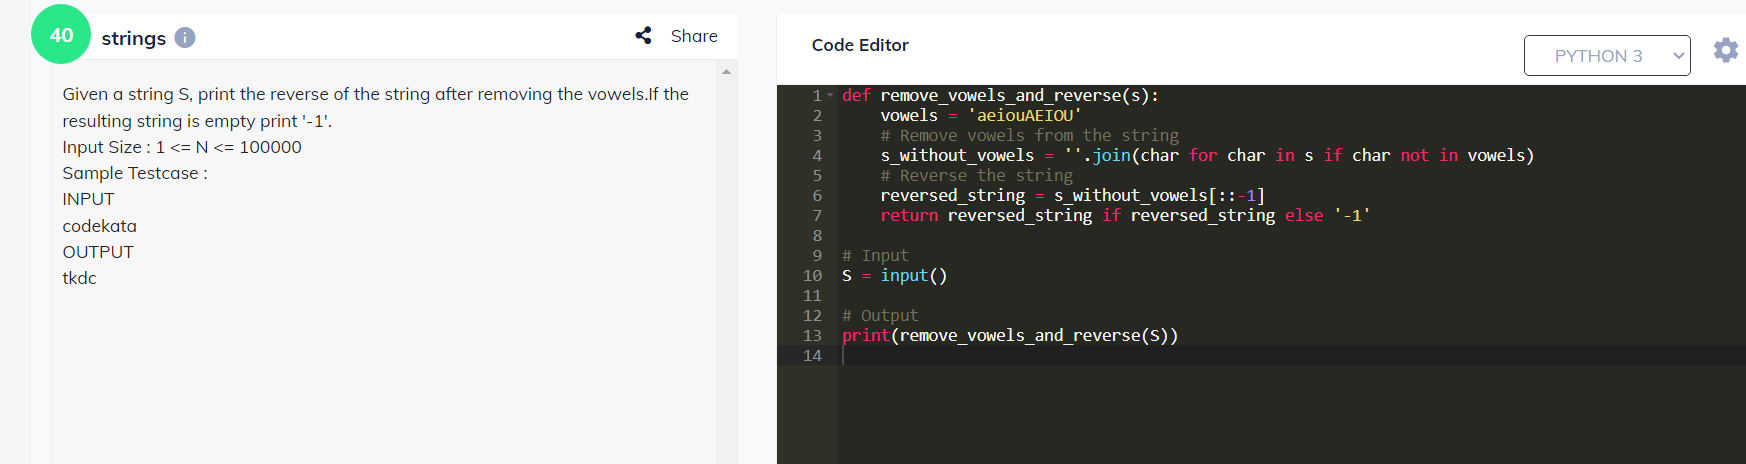 40
strings
Share
Given a string S, print the reverse of the string after removing the vowels.If the
resulting string is empty print '-1'.
Input Size : 1 <= N <= 100000
Sample Testcase :
INPUT
codekata
OUTPUT
tkdc
Code Editor
PYTHON 3
1 def remove_vowels_and_reverse(s):
2     vowels = 'aeiouAEIOU'
3     # Remove vowels from the string
4     s_without_vowels = ''.join(char for char in s if char not in vowels)
5     # Reverse the string
6     reversed_string = s_without_vowels[::-1]
7     return reversed_string if reversed_string else '-1'
8
9 # Input
10 S = input()
11
12 # Output
13 print(remove_vowels_and_reverse(S))
14